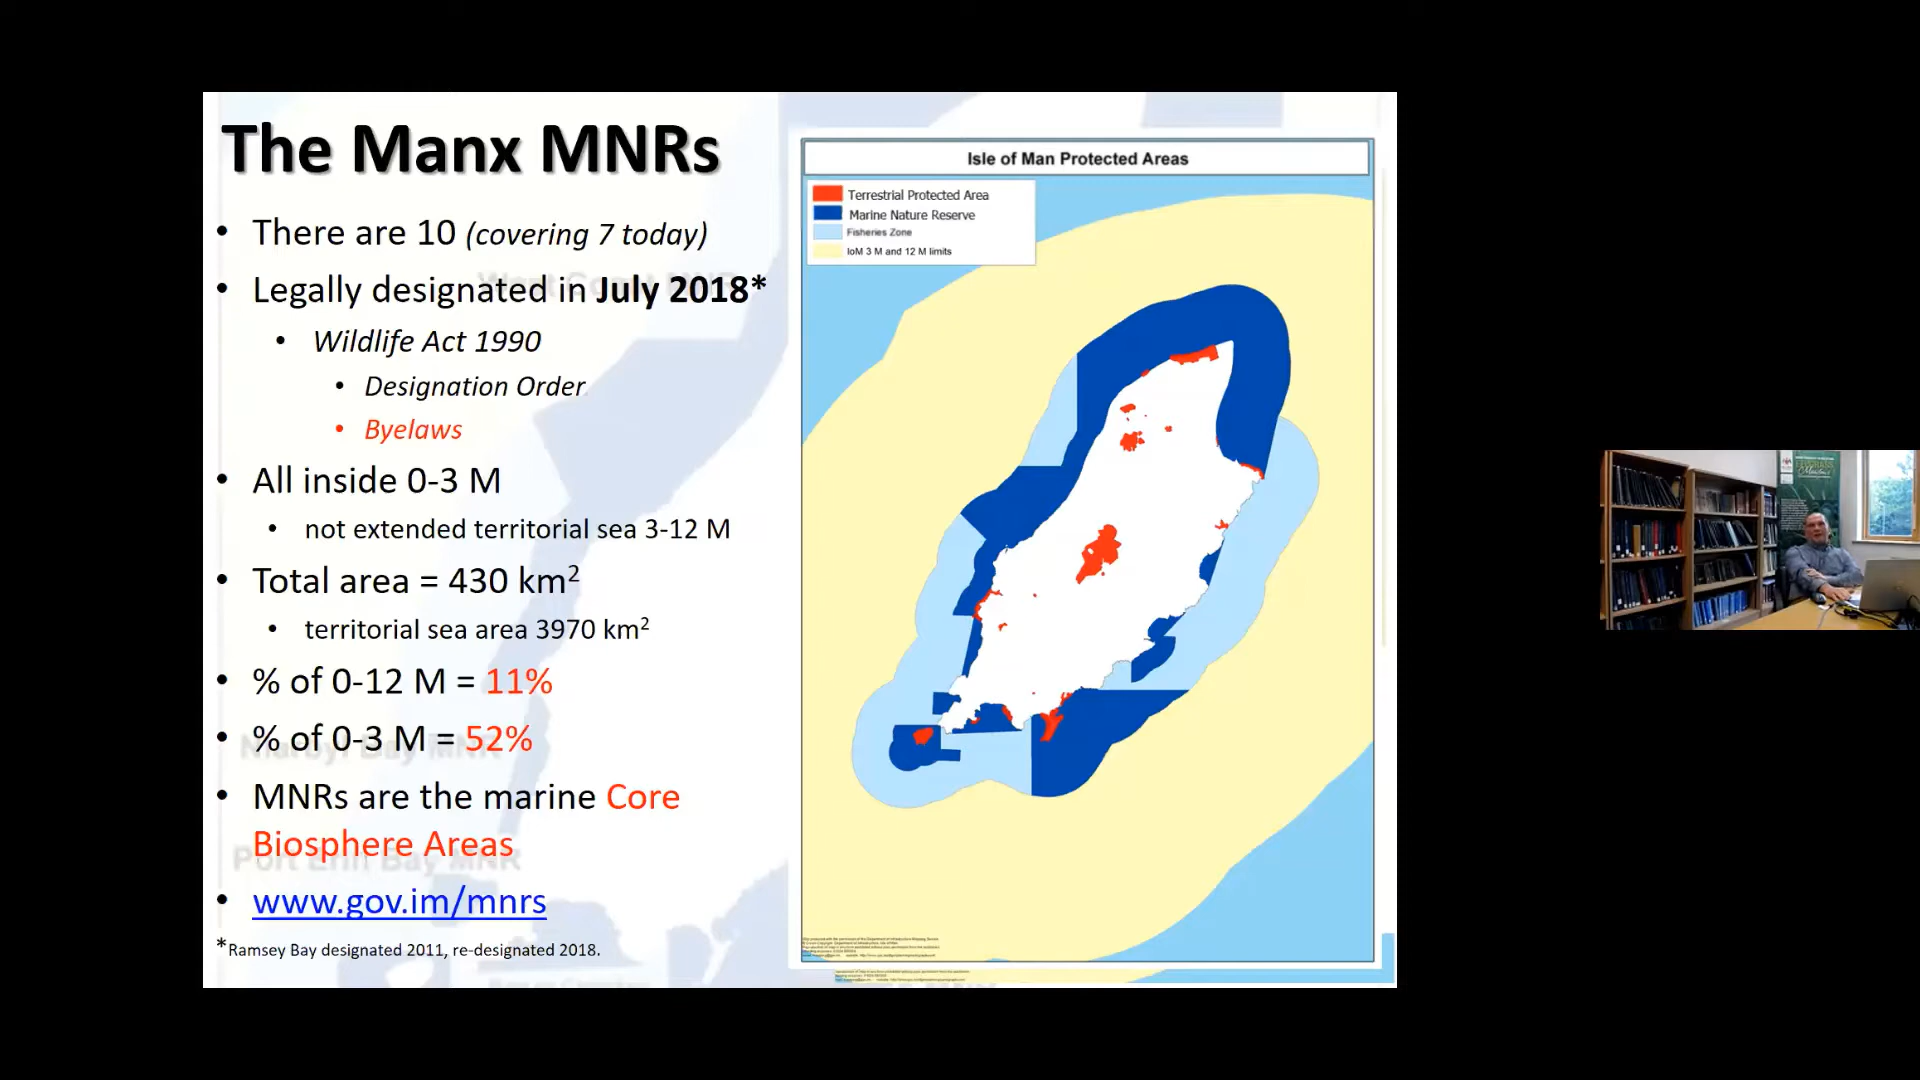 The Manx MNRs
• There are 10 (covering 7 today)
• Legally designated in July 2018*
• Wildlife Act 1990
• Designation Order
• Byelaws
• All inside 0-3 M
• not extended territorial sea 3-12 M
• Total area = 430 km²
• territorial sea area 3970 km²
• % of 0-12 M = 11%
• % of 0-3 M = 52%
• MNRs are the marine Core
Biosphere Areas
• www.gov.im/mnrs
*Ramsey Bay designated 2011, re-designated 2018.
Isle of Man Protected Areas
Terrestrial Protected Area
Marine Nature Reserve
Fisheries Zone
IoM 3 M and 12 M limits
Port Erin Bay MNR